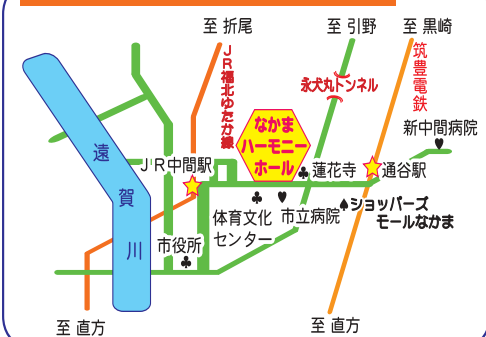 至 折尾
至 引野
至 黒崎
JR福北ゆたか線
筑豊電鉄
永犬丸トンネル
なかま
ハーモニー
ホール
新中間病院
遠賀川
JR中間駅
蓮花寺
通谷駅
体育文化
センター
市立病院
ショッパーズ
モールなかま
市役所
至 直方
至 直方